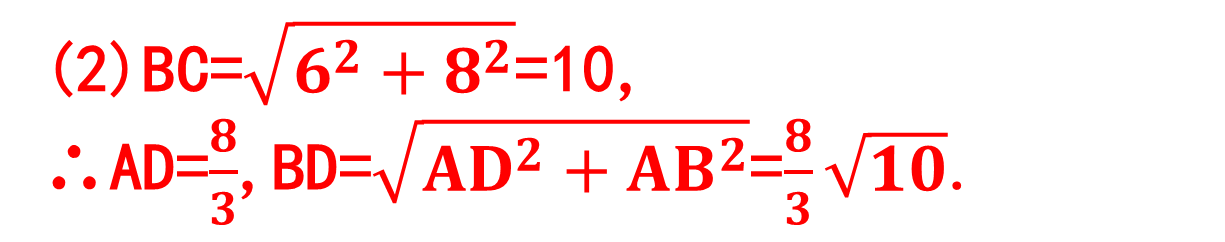 (2)BC=√(6²+8²)=10,
∴AD=8/3,BD=√(AD²+AB²)=8/3 √10.